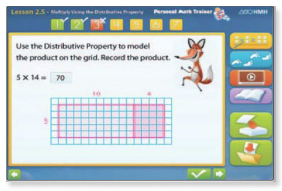 Lesson 2.5 - Multiply Using the Distributive Property
Personal Math Trainer
HMH
1 2 3 4 5 6 7
Use the Distributive Property to model
the product on the grid. Record the product.
5 × 14 = 70
10
5